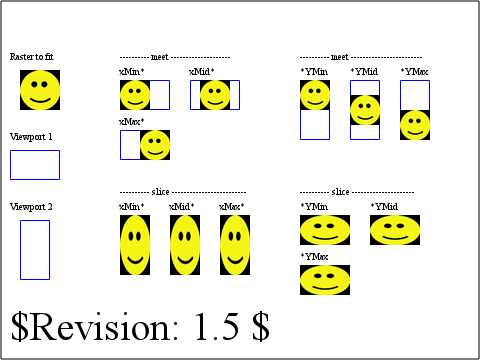 Raster to fit
---------- meet --------------------
---------- meet ------------------------
xMin* xMid*
*YMin *YMid *YMax
xMax*
Viewport 1
---------- slice -------------------------
---------- slice ---------------------
Viewport 2
xMin* xMid* xMax*
*YMin *YMid
*YMax
$Revision: 1.5 $